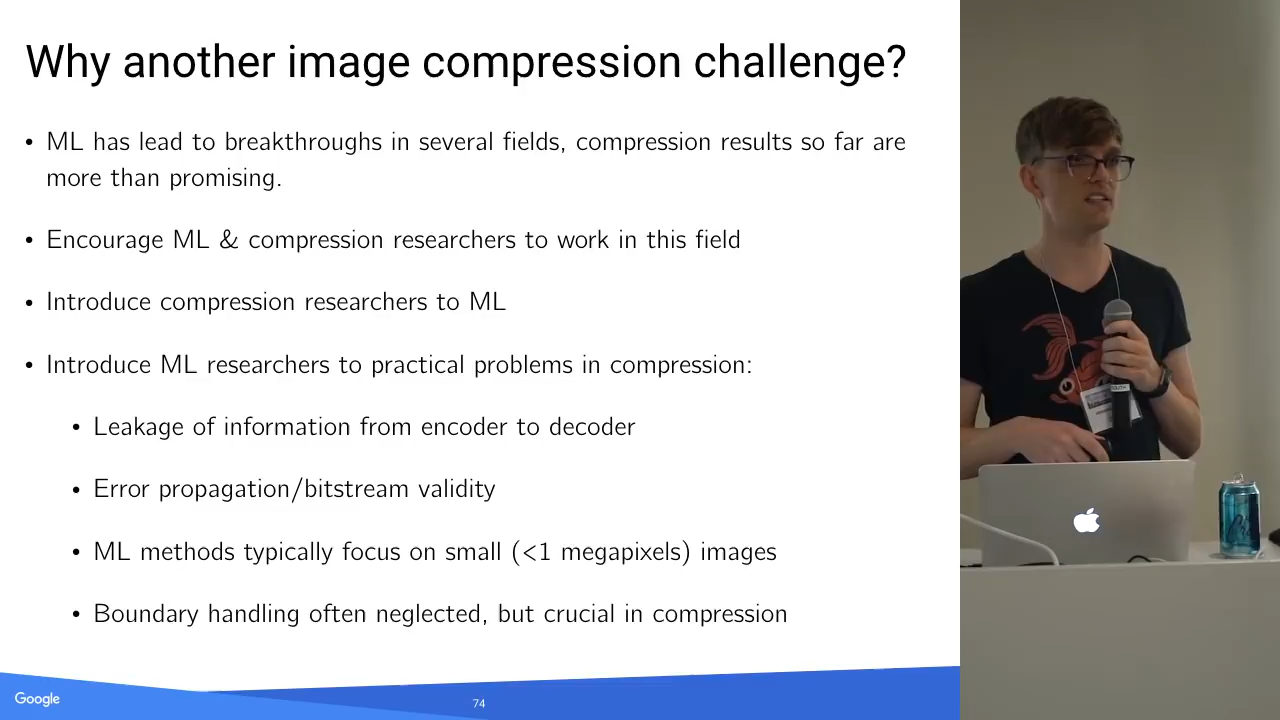 Why another image compression challenge?
• ML has lead to breakthroughs in several fields, compression results so far are
more than promising.
• Encourage ML & compression researchers to work in this field
• Introduce compression researchers to ML
• Introduce ML researchers to practical problems in compression:
• Leakage of information from encoder to decoder
• Error propagation/bitstream validity
• ML methods typically focus on small (<1 megapixels) images
• Boundary handling often neglected, but crucial in compression
Google
74